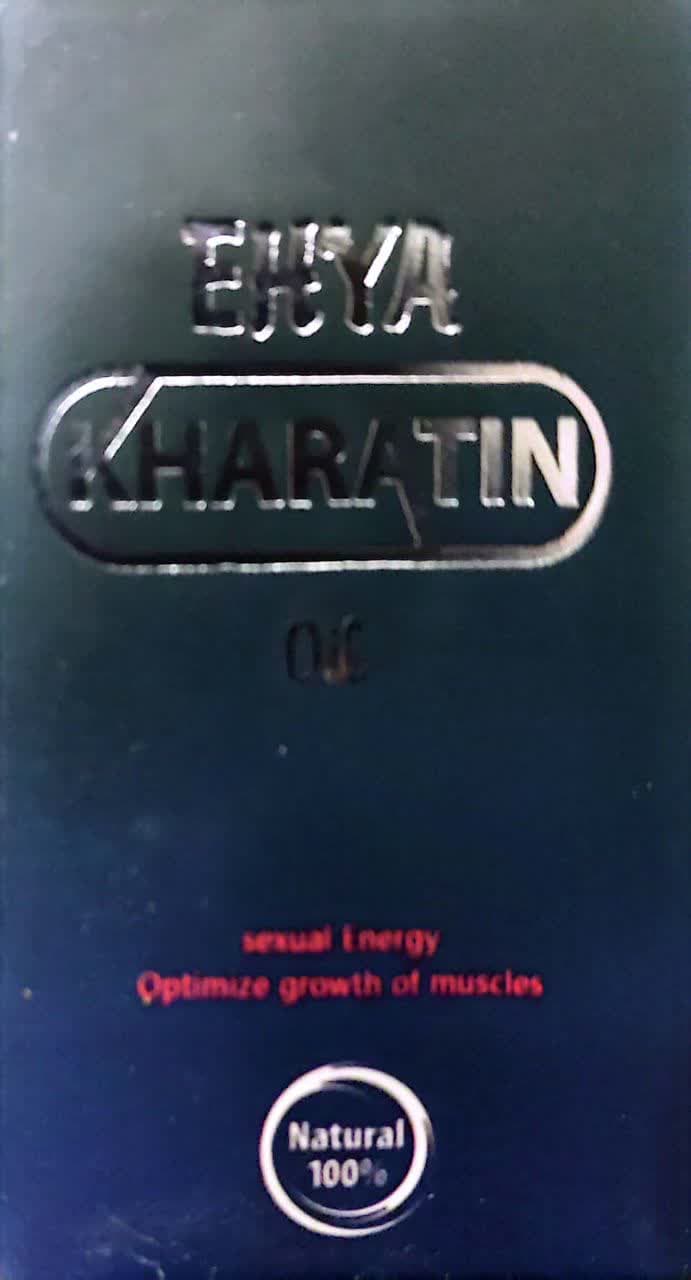 EHYA
KHARATIN
Oil
sexual Energy
Optimize growth of muscles
Natural
100%